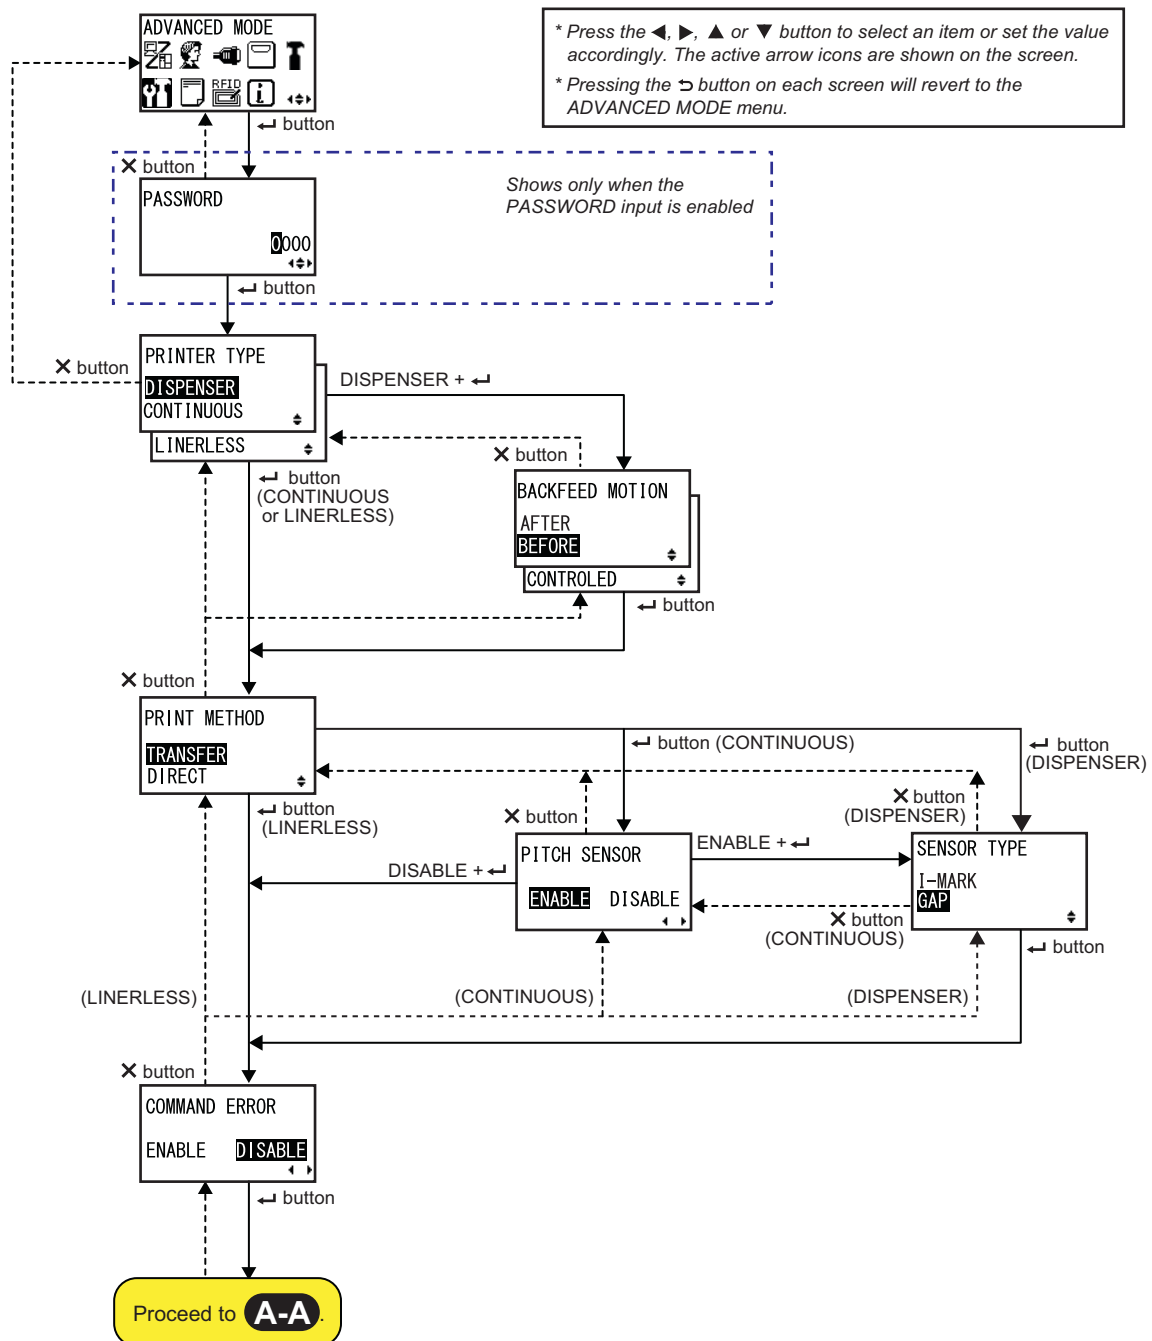 ADVANCED MODE
RFID
* Press the ◀, ▶, ▲ or ▼ button to select an item or set the value
accordingly. The active arrow icons are shown on the screen.
* Pressing the ⮌ button on each screen will revert to the
ADVANCED MODE menu.
↵ button
✕ button
PASSWORD
0000
Shows only when the
PASSWORD input is enabled
↵ button
PRINTER TYPE
DISPENSER
CONTINUOUS
LINERLESS
✕ button
DISPENSER + ↵
↵ button
(CONTINUOUS
or LINERLESS)
✕ button
BACKFEED MOTION
AFTER
BEFORE
CONTROLED
↵ button
✕ button
PRINT METHOD
TRANSFER
DIRECT
↵ button (CONTINUOUS)
↵ button
(DISPENSER)
↵ button
(LINERLESS)
✕ button
✕ button
(DISPENSER)
DISABLE + ↵
PITCH SENSOR
ENABLE DISABLE
ENABLE + ↵
SENSOR TYPE
I-MARK
GAP
✕ button
(CONTINUOUS)
↵ button
(LINERLESS)
(CONTINUOUS)
(DISPENSER)
✕ button
COMMAND ERROR
ENABLE DISABLE
↵ button
Proceed to A-A.